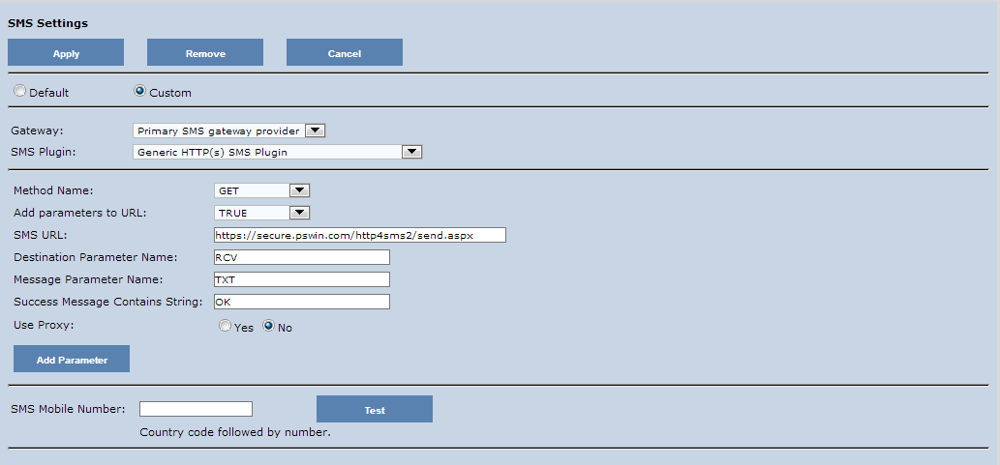 SMS Settings
Apply Remove Cancel
Default Custom
Gateway: Primary SMS gateway provider
SMS Plugin: Generic HTTP(s) SMS Plugin
Method Name: GET
Add parameters to URL: TRUE
SMS URL: https://secure.pswin.com/http4sms2/send.aspx
Destination Parameter Name: RCV
Message Parameter Name: TXT
Success Message Contains String: OK
Use Proxy: Yes No
Add Parameter
SMS Mobile Number: Test
Country code followed by number.